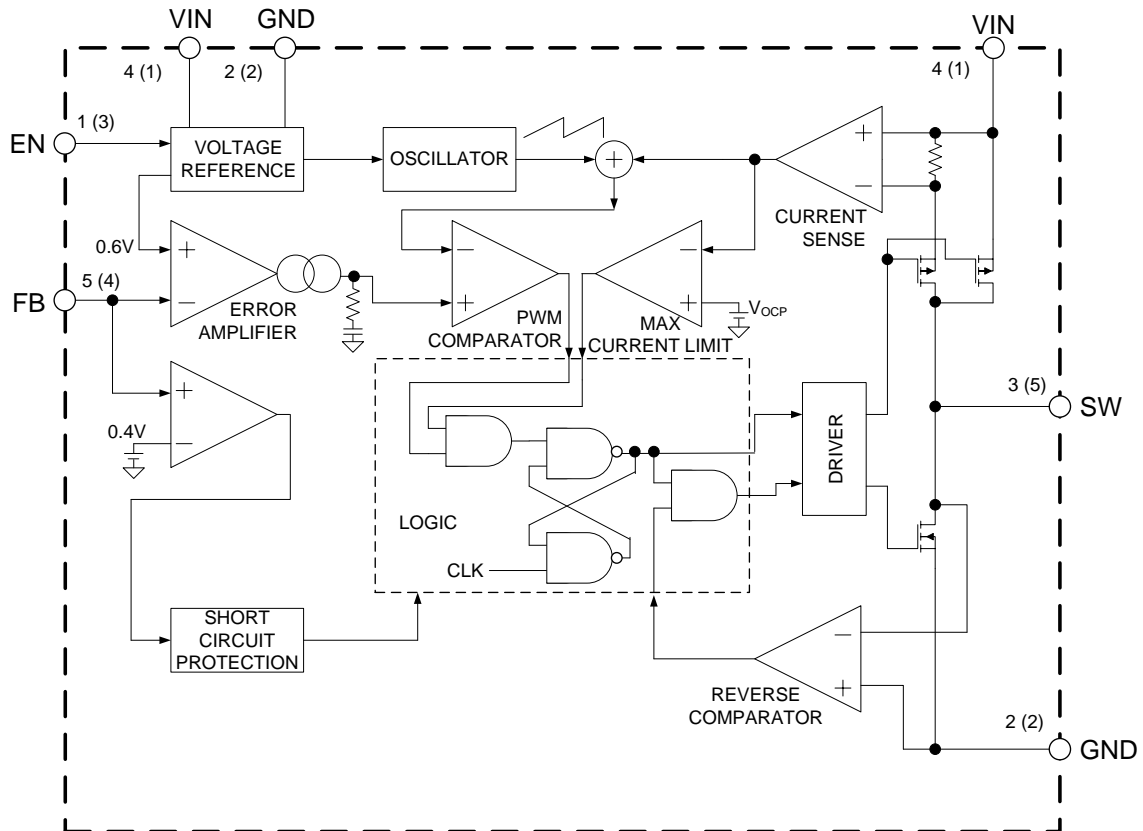 VIN
GND
VIN
4 (1)
2 (2)
4 (1)
1 (3)
EN
VOLTAGE
REFERENCE
OSCILLATOR
+
+
−
CURRENT
SENSE
0.6V
+
−
ERROR
AMPLIFIER
5 (4)
FB
−
+
PWM
COMPARATOR
−
+
VOCP
MAX
CURRENT LIMIT
+
−
0.4V
3 (5)
SW
DRIVER
LOGIC
CLK
SHORT
CIRCUIT
PROTECTION
−
+
REVERSE
COMPARATOR
2 (2)
GND